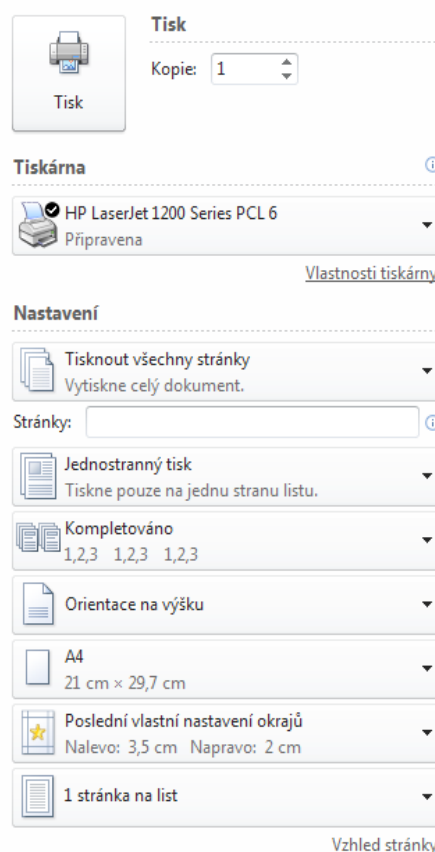 Tisk
Tisk
Kopie: 1
Tiskárna
HP LaserJet 1200 Series PCL 6
Připravena
Vlastnosti tiskárny
Nastavení
Tisknout všechny stránky
Vytiskne celý dokument.
Stránky:
Jednostranný tisk
Tiskne pouze na jednu stranu listu.
Kompletováno
1,2,3 1,2,3 1,2,3
Orientace na výšku
A4
21 cm × 29,7 cm
Poslední vlastní nastavení okrajů
Nalevo: 3,5 cm Napravo: 2 cm
1 stránka na list
Vzhled stránky